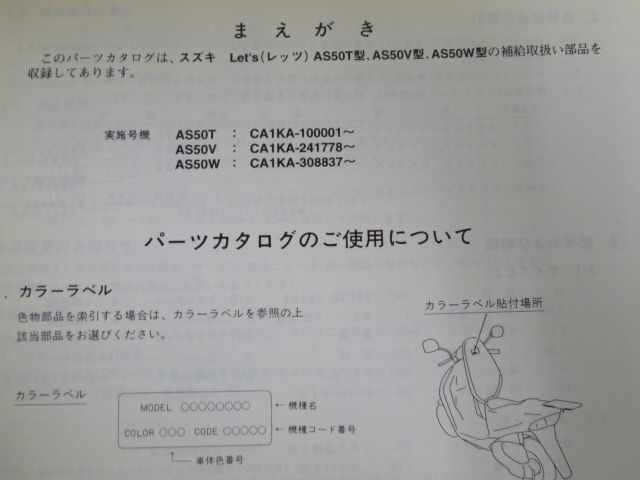 まえがき
このパーツカタログは、スズキ Let's（レッツ）AS50T型、AS50V型、AS50W型の補給取扱い部品を
収録してあります。
実施号機 AS50T : CA1KA-100001〜
AS50V : CA1KA-241778〜
AS50W : CA1KA-308837〜
パーツカタログのご使用について
. カラーラベル
色物部品を索引する場合は、カラーラベルを参照の上
該当部品をお選びください。
カラーラベル貼付場所
カラーラベル
MODEL ○○○○○○○○ ←機種名
COLOR ○○○ CODE ○○○○○ ←機種コード番号
↑車体色番号